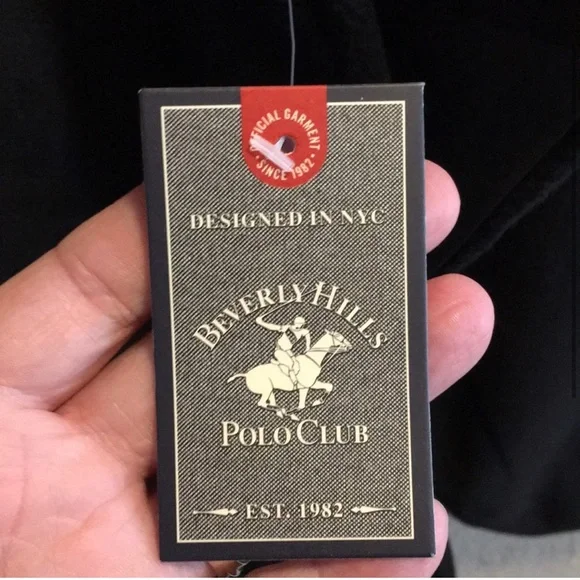 OFFICIAL GARMENT
• SINCE 1982 •
DESIGNED IN NYC
BEVERLY HILLS
POLO CLUB
EST. 1982